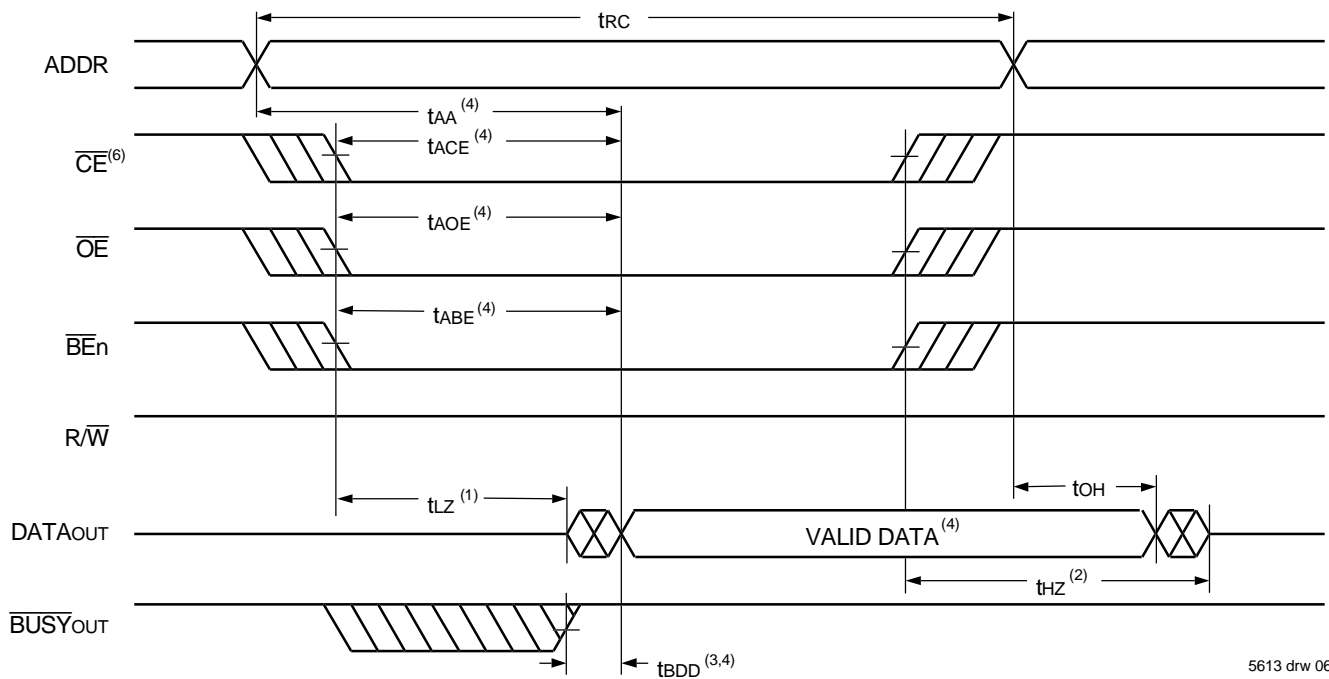 tRC
ADDR
tAA (4)
tACE (4)
CE(6)
tAOE (4)
OE
tABE (4)
BEn
R/W
tLZ (1)
tOH
DATAOUT
VALID DATA(4)
tHZ (2)
BUSYOUT
tBDD (3,4)
5613 drw 06